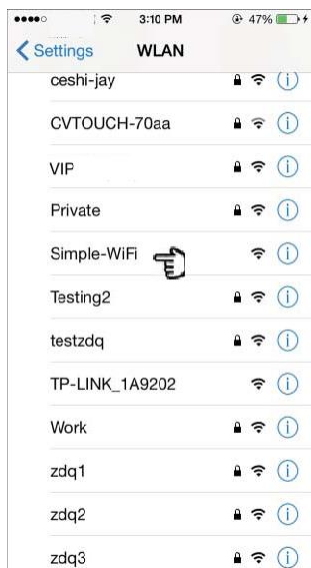 3:10 PM 47%
Settings WLAN
ceshi-jay
CVTOUCH-70aa
VIP
Private
Simple-WiFi
Testing2
testzdq
TP-LINK_1A9202
Work
zdq1
zdq2
zdq3